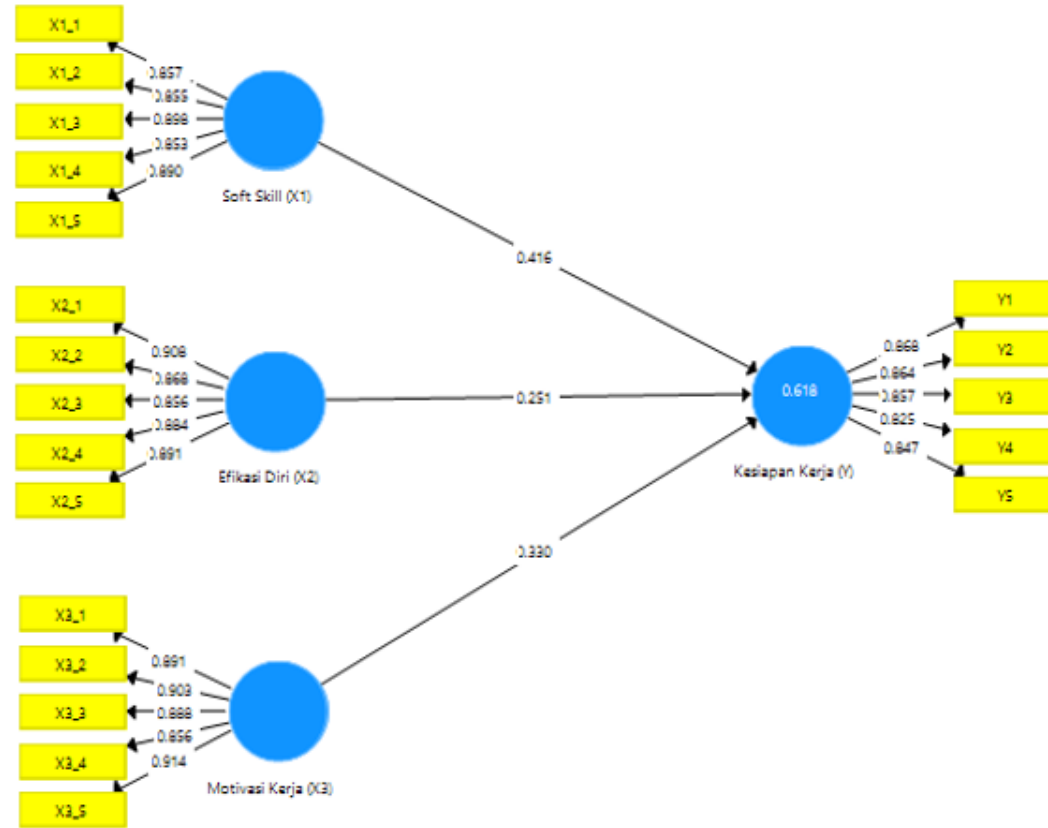 X1_1
X1_2
X1_3
X1_4
X1_5
0.857
0.855
0.898
0.853
0.890
Soft Skill (X1)
0.416
X2_1
X2_2
X2_3
X2_4
X2_5
0.908
0.868
0.856
0.884
0.891
Efikasi Diri (X2)
0.251
X3_1
X3_2
X3_3
X3_4
X3_5
0.891
0.903
0.888
0.856
0.914
Motivasi Kerja (X3)
0.330
0.618
Kesiapan Kerja (Y)
0.868
0.864
0.857
0.825
0.847
Y1
Y2
Y3
Y4
Y5